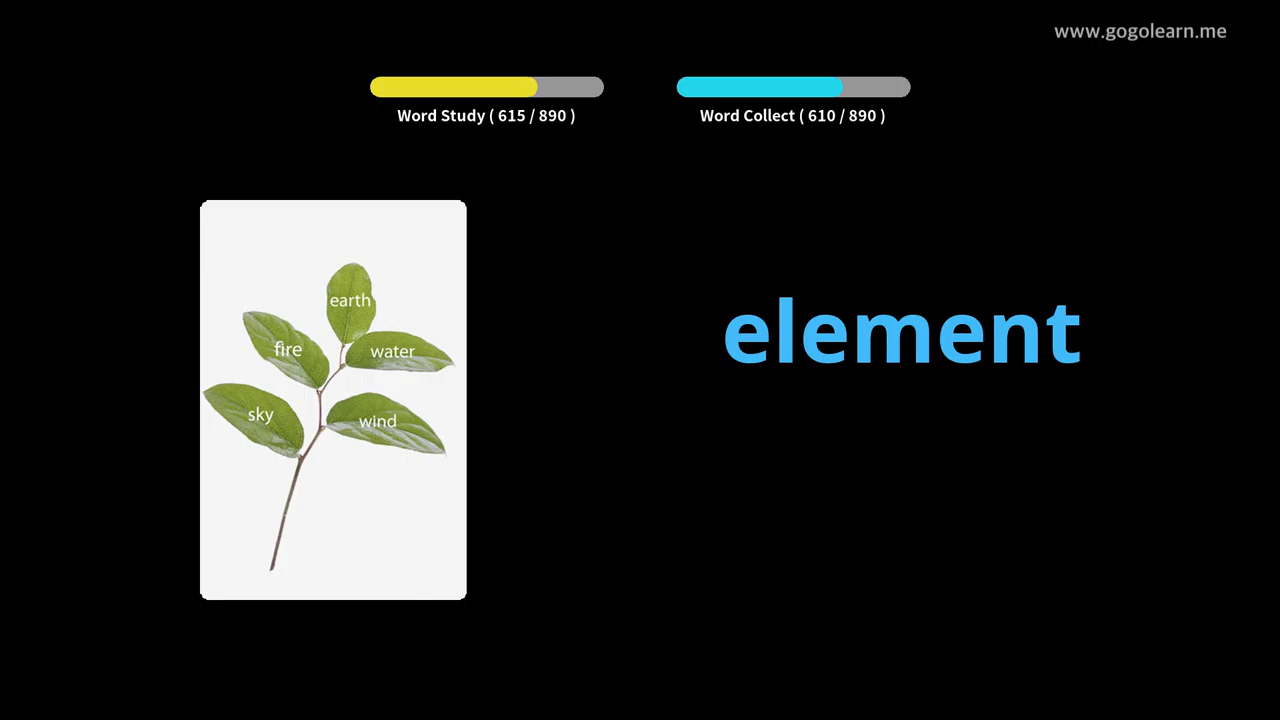 www.gogolearn.me
Word Study ( 615 / 890 )
Word Collect ( 610 / 890 )
earth
fire
water
sky
wind
element